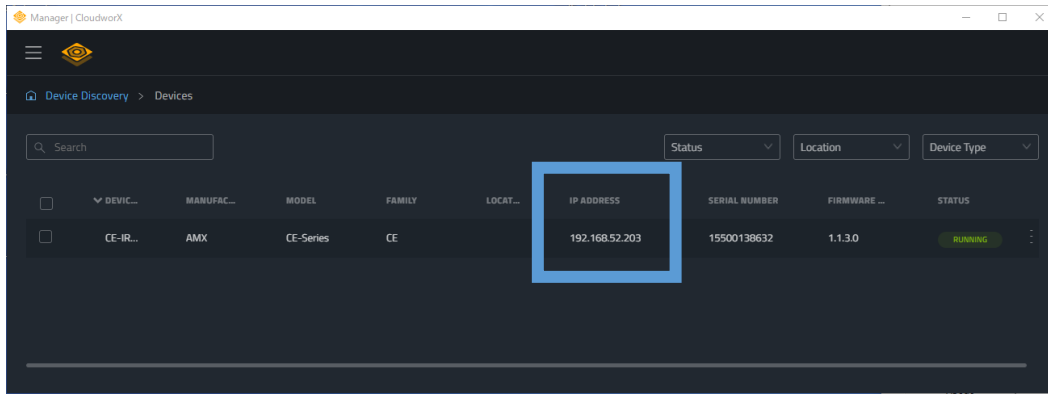 Manager | CloudworX
Device Discovery > Devices
Search
Status
Location
Device Type
DEVIC... MANUFAC... MODEL FAMILY LOCAT... IP ADDRESS SERIAL NUMBER FIRMWARE ... STATUS
CE-IR... AMX CE-Series CE 192.168.52.203 15500138632 1.1.3.0 RUNNING